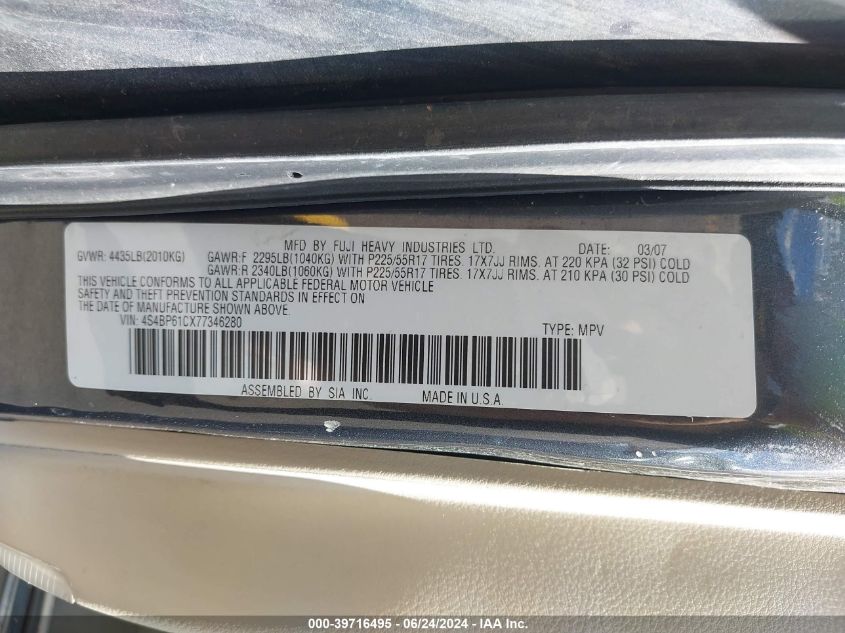 MFD BY FUJI HEAVY INDUSTRIES LTD. DATE: 03/07
GVWR: 4435LB(2010KG) GAWR:F 2295LB(1040KG) WITH P225/55R17 TIRES. 17X7JJ RIMS. AT 220 KPA (32 PSI) COLD
GAWR:R 2340LB(1060KG) WITH P225/55R17 TIRES. 17X7JJ RIMS. AT 210 KPA (30 PSI) COLD
THIS VEHICLE CONFORMS TO ALL APPLICABLE FEDERAL MOTOR VEHICLE
SAFETY AND THEFT PREVENTION STANDARDS IN EFFECT ON
THE DATE OF MANUFACTURE SHOWN ABOVE.
VIN: 4S4BP61CX77346280 TYPE: MPV
ASSEMBLED BY SIA INC. MADE IN U.S.A.
000-39716495 - 06/24/2024 - IAA Inc.